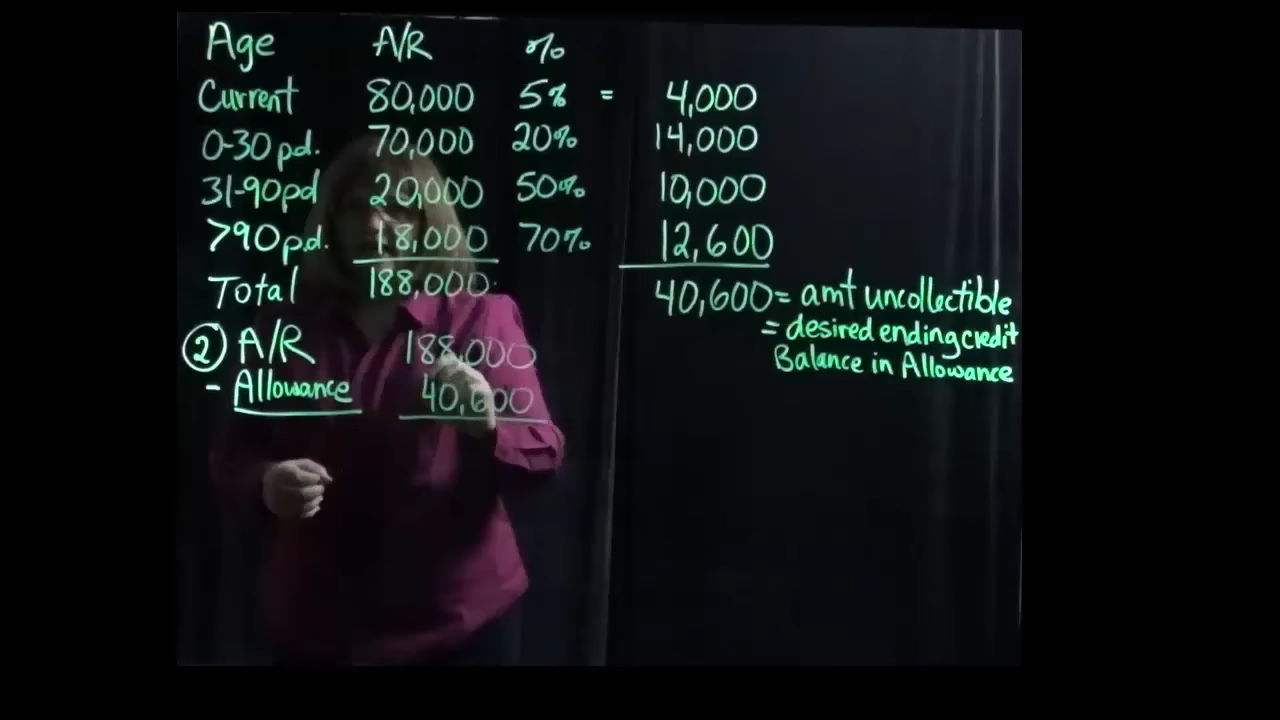 Age A/R %
Current 80,000 5% = 4,000
0-30 pd. 70,000 20% 14,000
31-90pd 20,000 50% 10,000
>90 p.d. 18,000 70% 12,600
Total 188,000 40,600 = amt uncollectible
= desired ending credit
Balance in Allowance
② A/R 188,000
- Allowance 40,600